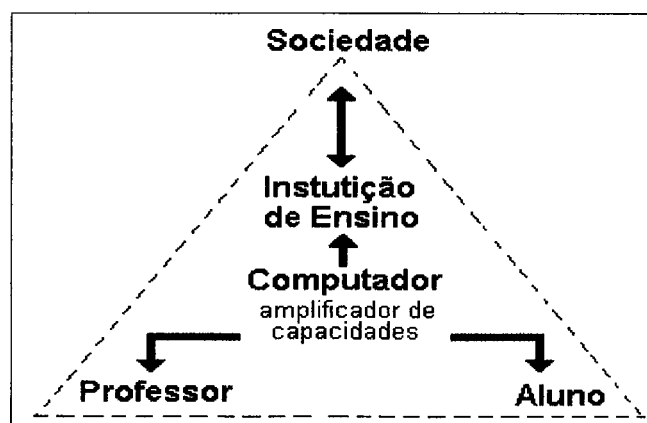 Sociedade
Instutição
de Ensino
Computador
amplificador de
capacidades
Professor
Aluno